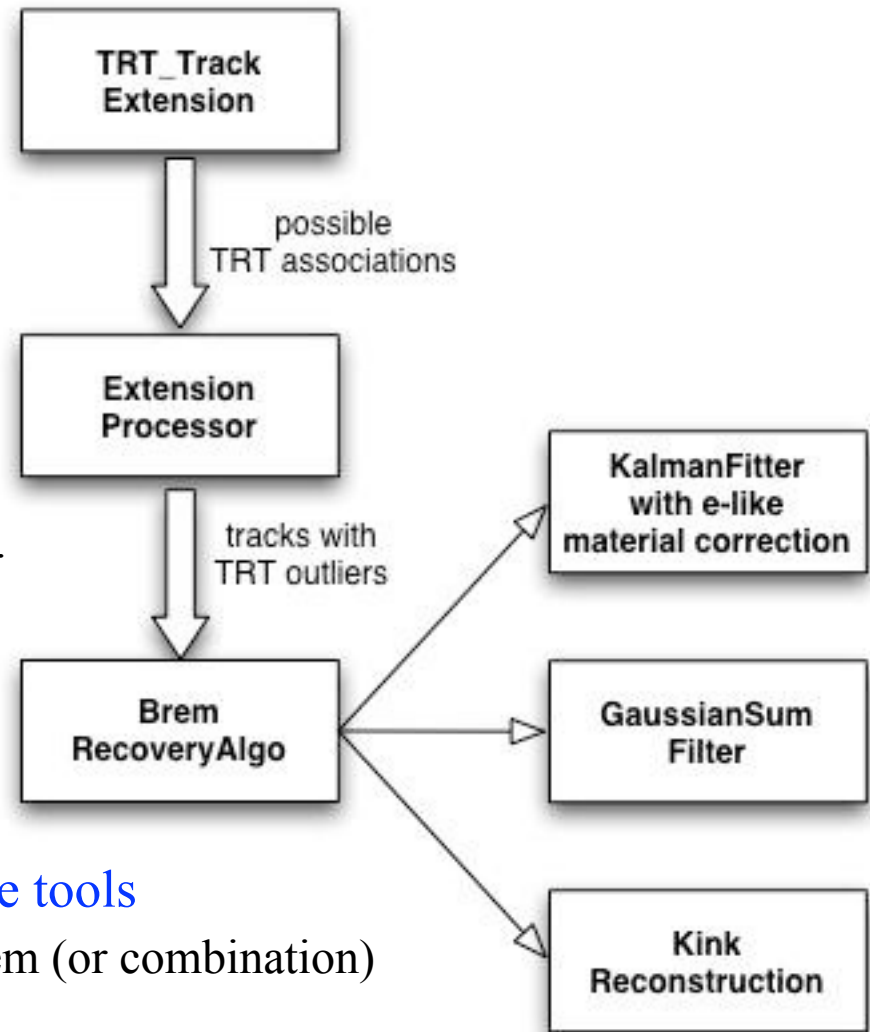 TRT_Track
Extension
possible
TRT associations
Extension
Processor
tracks with
TRT outliers
Brem
RecoveryAlgo
KalmanFitter
with e-like
material correction
GaussianSum
Filter
Kink
Reconstruction
e tools
em (or combination)